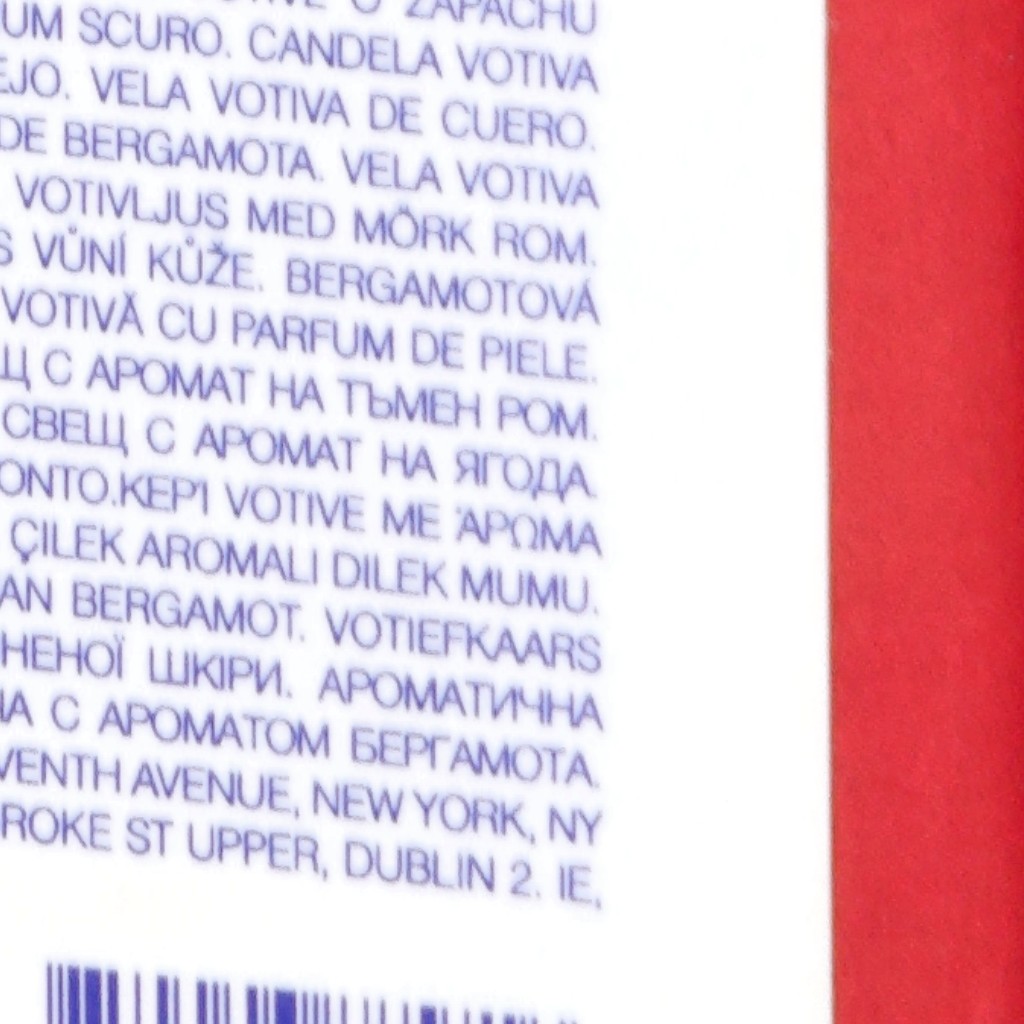 O ZAPACHU
UM SCURO. CANDELA VOTIVA
EJO. VELA VOTIVA DE CUERO.
DE BERGAMOTA. VELA VOTIVA
VOTIVLJUS MED MÖRK ROM.
S VŮNÍ KŮŽE. BERGAMOTOVÁ
VOTIVĂ CU PARFUM DE PIELE.
Щ С АРОМАТ НА ТЪМЕН РОМ.
СВЕЩ С АРОМАТ НА ЯГОДА.
ONTO.ΚΕΡΊ VOTIVE ΜΕ ΆΡΩΜΑ
ÇILEK AROMALI DILEK MUMU.
AN BERGAMOT. VOTIEFKAARS
НЕНОЇ ШКІРИ. АРОМАТИЧНА
НА С АРОМАТОМ БЕРГАМОТА.
VENTH AVENUE, NEW YORK, NY
ROKE ST UPPER, DUBLIN 2. IE,